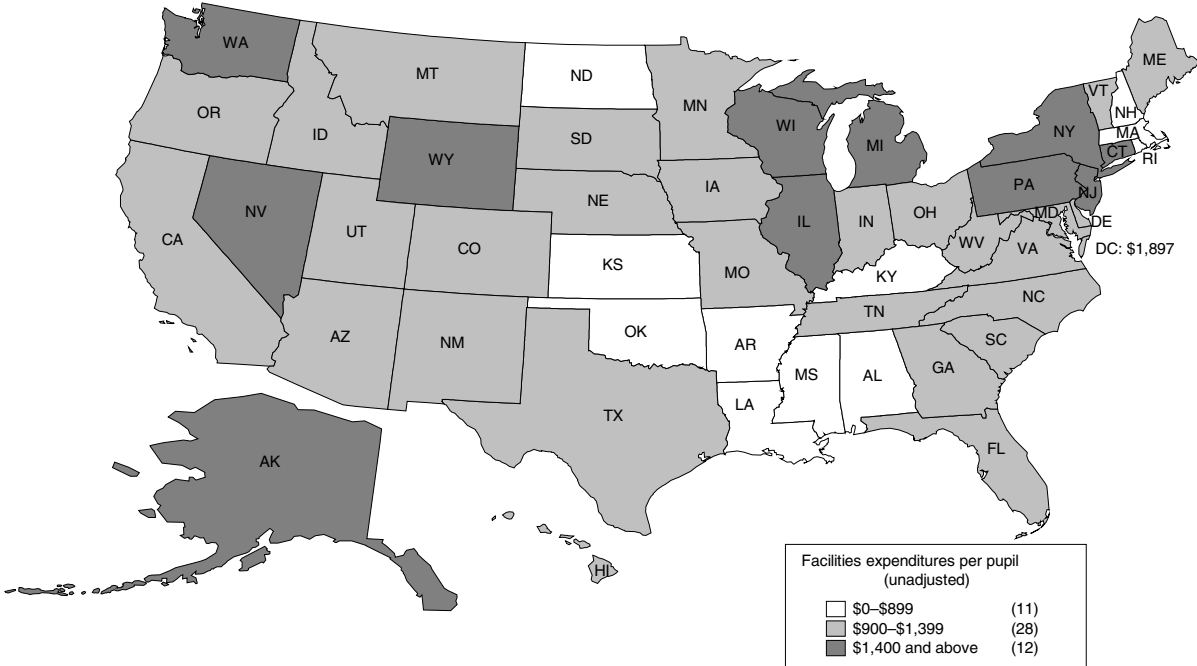 WA
MT
ND
MN
ME
VT
NH
OR
ID
WY
SD
WI
MI
NY
MA
CT
RI
NV
UT
CO
NE
IA
IL
IN
OH
PA
NJ
MD
DE
DC: $1,897
CA
KS
MO
KY
WV
VA
AZ
NM
OK
AR
TN
NC
SC
TX
LA
MS
AL
GA
FL
AK
HI
Facilities expenditures per pupil
(unadjusted)
$0–$899 (11)
$900–$1,399 (28)
$1,400 and above (12)